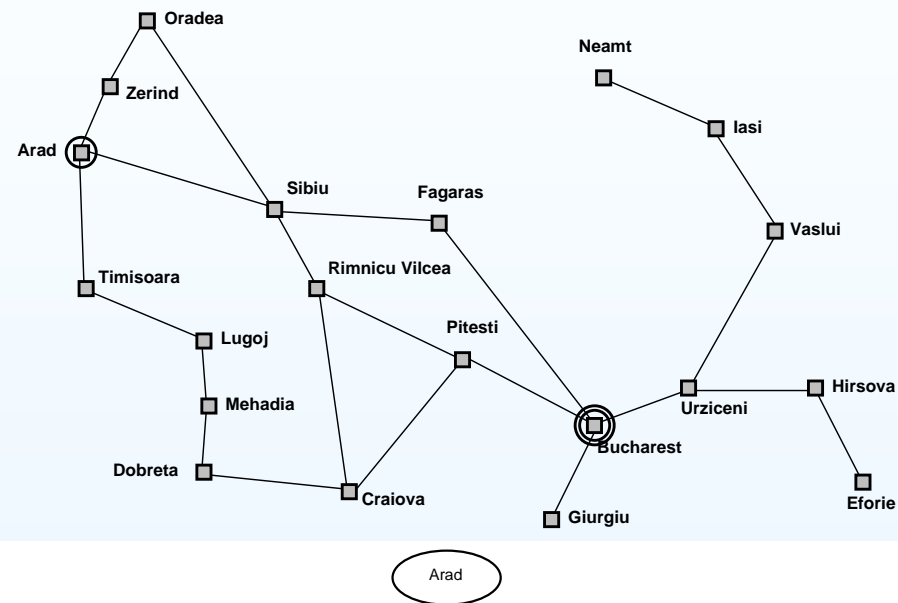 Oradea
Neamt
Zerind
Iasi
Arad
Sibiu
Fagaras
Vaslui
Timisoara
Rimnicu Vilcea
Pitesti
Lugoj
Hirsova
Mehadia
Urziceni
Bucharest
Dobreta
Craiova
Eforie
Giurgiu
Arad